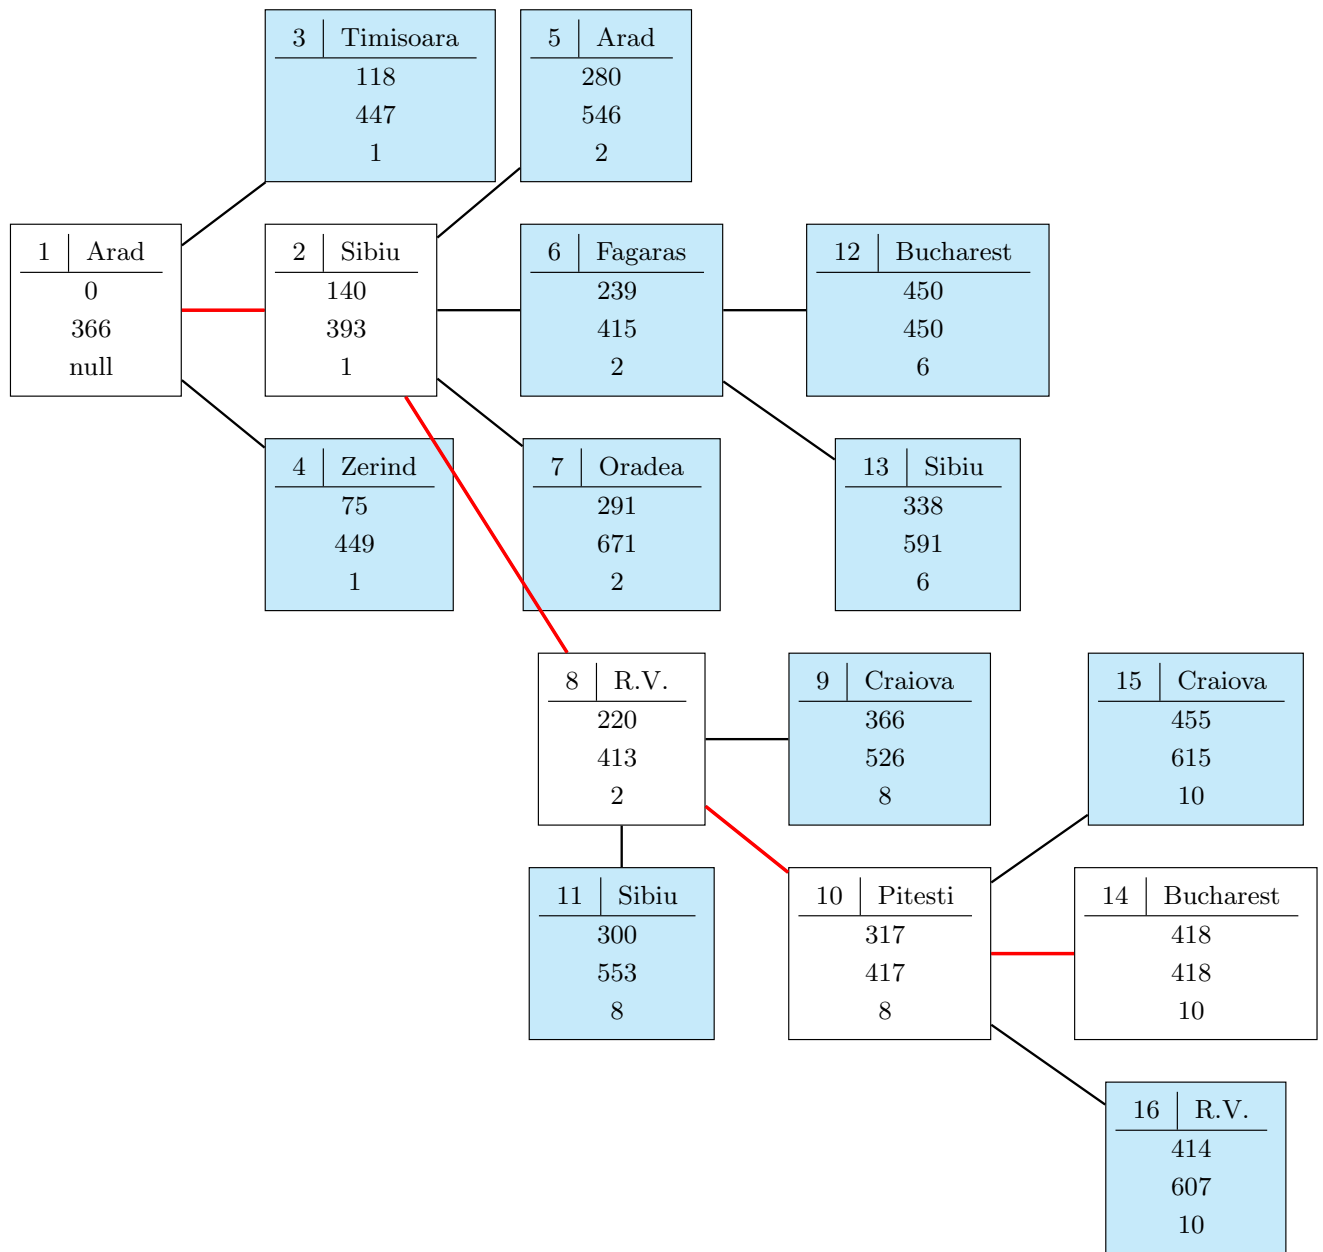 3 Timisoara
118
447
1
5 Arad
280
546
2
1 Arad
0
366
null
2 Sibiu
140
393
1
6 Fagaras
239
415
2
12 Bucharest
450
450
6
4 Zerind
75
449
1
7 Oradea
291
671
2
13 Sibiu
338
591
6
8 R.V.
220
413
2
9 Craiova
366
526
8
15 Craiova
455
615
10
11 Sibiu
300
553
8
10 Pitesti
317
417
8
14 Bucharest
418
418
10
16 R.V.
414
607
10